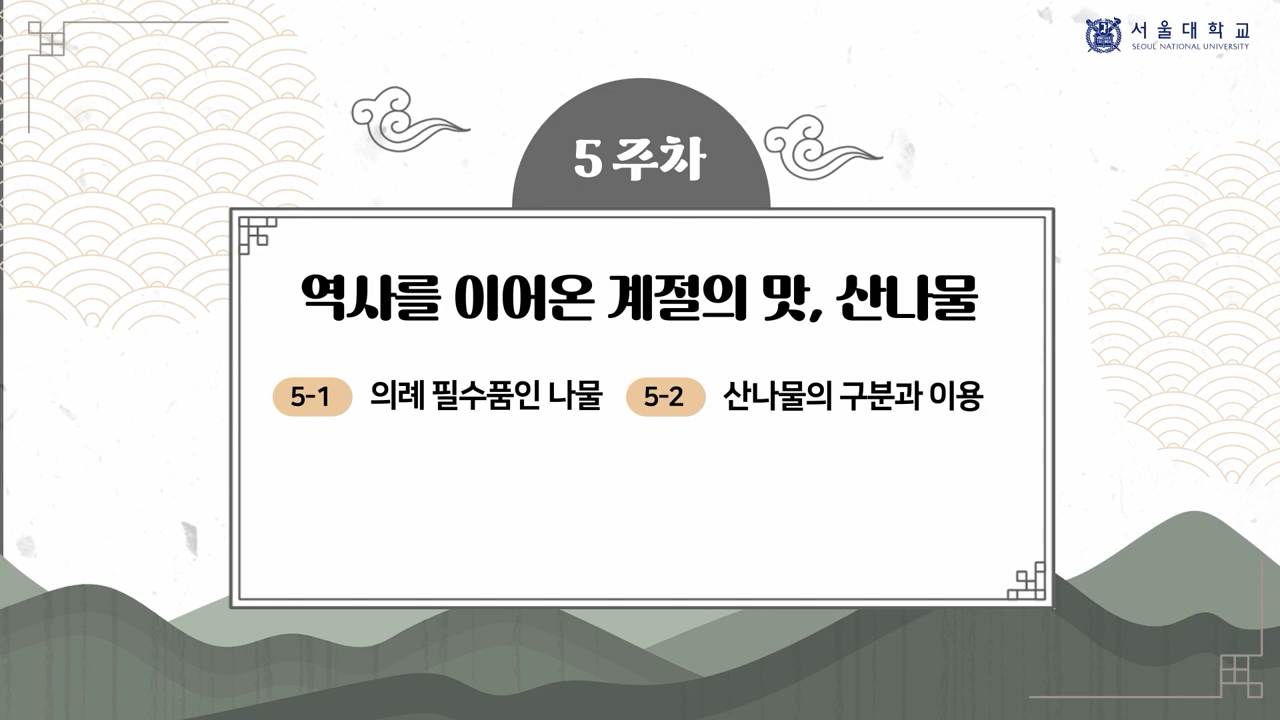 서울대학교
SEOUL NATIONAL UNIVERSITY
5주차
역사를 이어온 계절의 맛, 산나물
5-1 의례 필수품인 나물 5-2 산나물의 구분과 이용